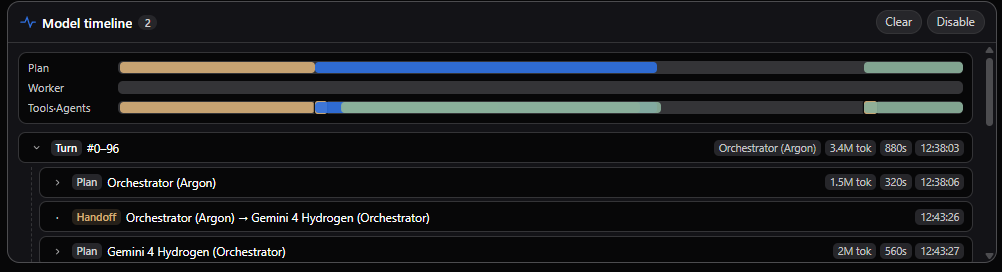 Model timeline 2 Clear Disable
Plan
Worker
Tools·Agents
Turn #0–96 Orchestrator (Argon) 3.4M tok 880s 12:38:03
Plan Orchestrator (Argon) 1.5M tok 320s 12:38:06
Handoff Orchestrator (Argon) → Gemini 4 Hydrogen (Orchestrator) 12:43:26
Plan Gemini 4 Hydrogen (Orchestrator) 2M tok 560s 12:43:27